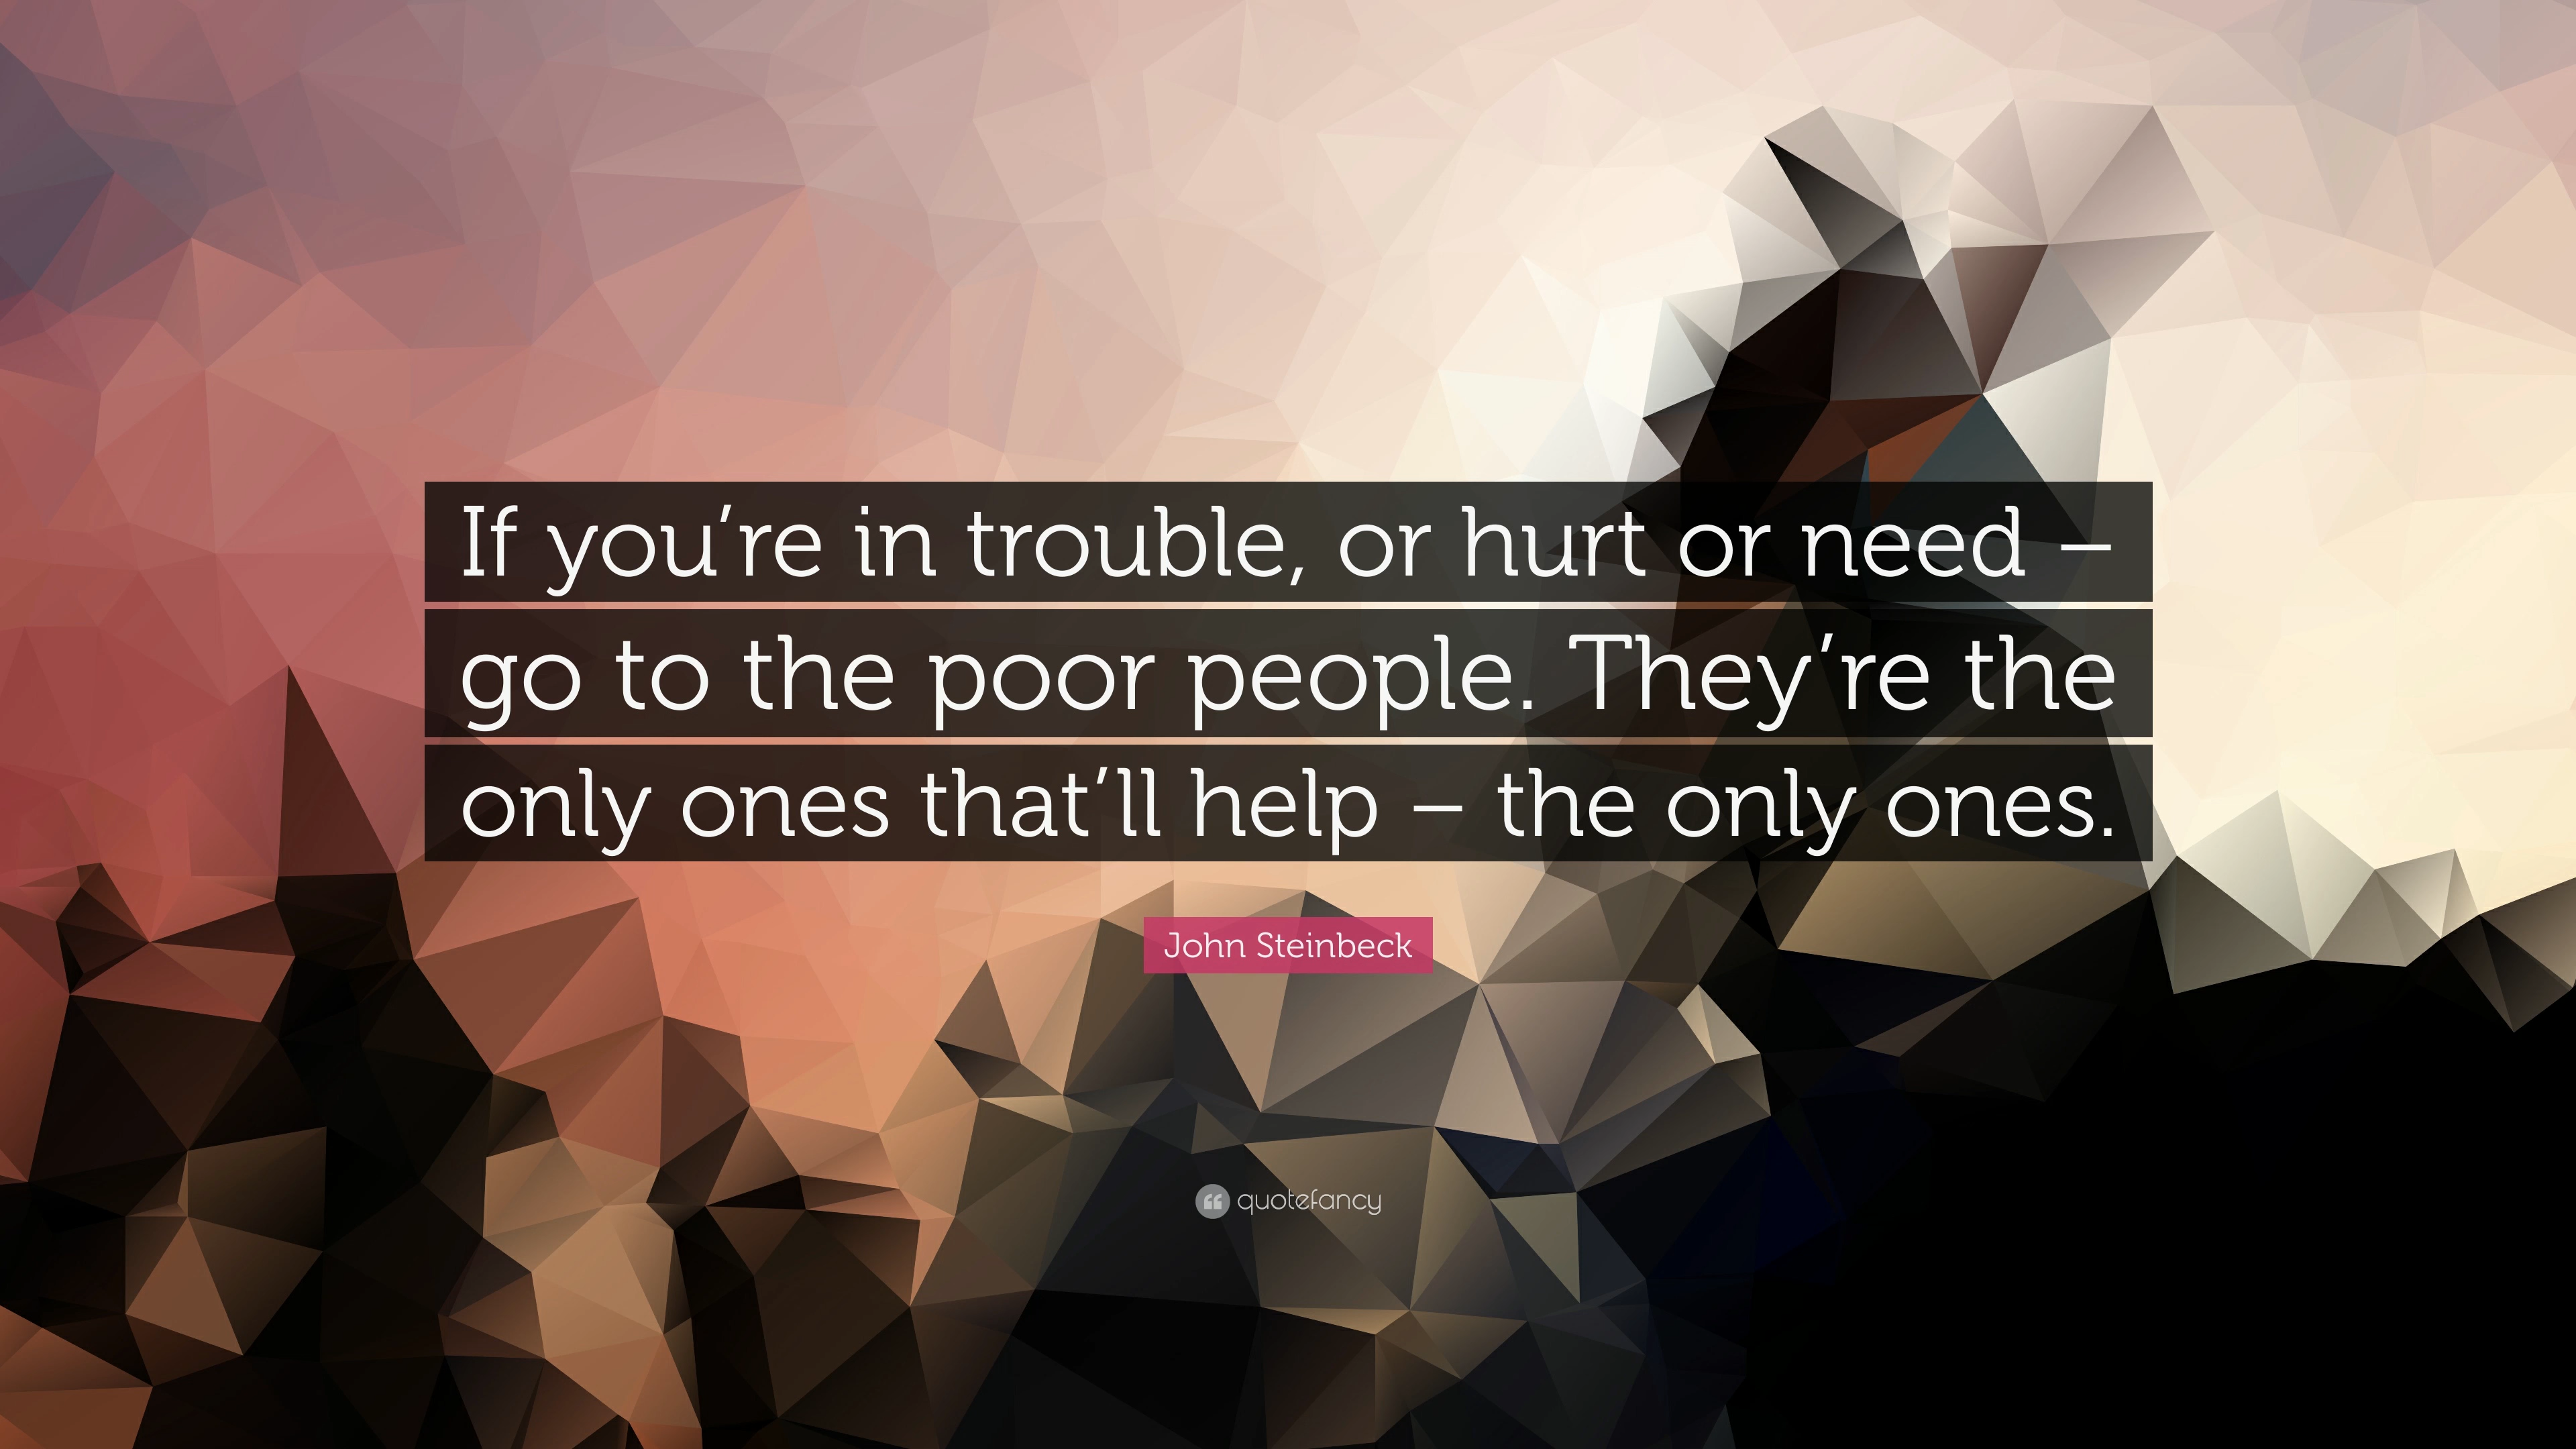 If you’re in trouble, or hurt or need –
go to the poor people. They’re the
only ones that’ll help – the only ones.
John Steinbeck
quotefancy